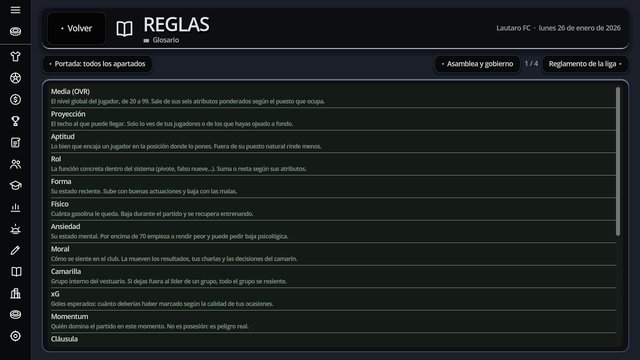 · Volver
REGLAS
Glosario
Lautaro FC · lunes 26 de enero de 2026
· Portada: todos los apartados
· Asamblea y gobierno
1 / 4
Reglamento de la liga ·
Media (OVR)
El nivel global del jugador, de 20 a 99. Sale de sus seis atributos ponderados según el puesto que ocupa.
Proyección
El techo al que puede llegar. Solo lo ves de tus jugadores o de los que hayas ojeado a fondo.
Aptitud
Lo bien que encaja un jugador en la posición donde lo pones. Fuera de su puesto natural rinde menos.
Rol
La función concreta dentro del sistema (pivote, falso nueve...). Suma o resta según sus atributos.
Forma
Su estado reciente. Sube con buenas actuaciones y baja con las malas.
Físico
Cuánta gasolina le queda. Baja durante el partido y se recupera entrenando.
Ansiedad
Su estado mental. Por encima de 70 empieza a rendir peor y puede pedir baja psicológica.
Moral
Cómo se siente en el club. La mueven los resultados, tus charlas y las decisiones del camarín.
Camarilla
Grupo interno del vestuario. Si dejas fuera al líder de un grupo, todo el grupo se resiente.
xG
Goles esperados: cuánto deberías haber marcado según la calidad de tus ocasiones.
Momentum
Quién domina el partido en este momento. No es posesión; es peligro real.
Cláusula